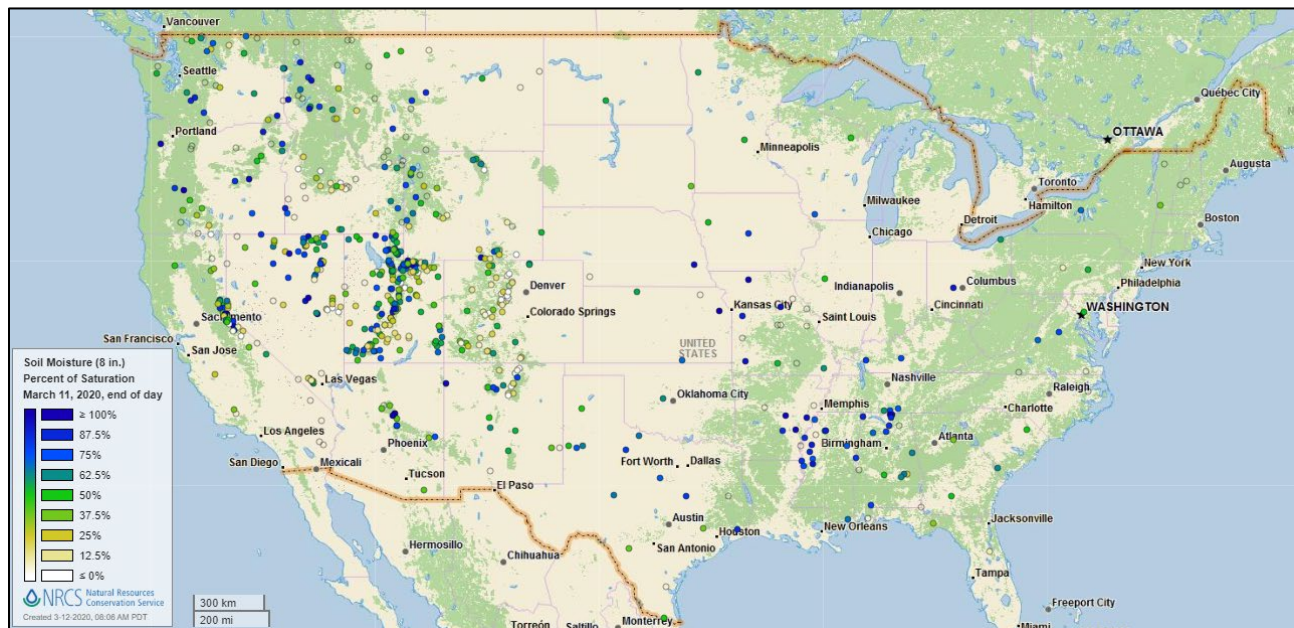 Vancouver
Seattle
Québec City
OTTAWA
Portland
Minneapolis
Augusta
Toronto
Hamilton
Milwaukee
Detroit
Boston
Chicago
New York
Denver
Indianapolis
Columbus
Philadelphia
Colorado Springs
Kansas City
Cincinnati
WASHINGTON
Sacramento
Saint Louis
San Francisco
San Jose
UNITED
STATES
Las Vegas
Nashville
Raleigh
Oklahoma City
Memphis
Charlotte
Los Angeles
Phoenix
Birmingham
Atlanta
San Diego
Mexicali
Fort Worth
Dallas
Tucson
El Paso
Austin
Jacksonville
Hermosillo
Chihuahua
San Antonio
Houston
New Orleans
Tampa
Freeport City
Torreón
Saltillo
Monterrey
Miami
Soil Moisture (8 in.)
Percent of Saturation
March 11, 2020, end of day
≥ 100%
87.5%
75%
62.5%
50%
37.5%
25%
12.5%
≤ 0%
NRCS Natural Resources
Conservation Service
Created 3-12-2020, 08:06 AM PDT
300 km
200 mi